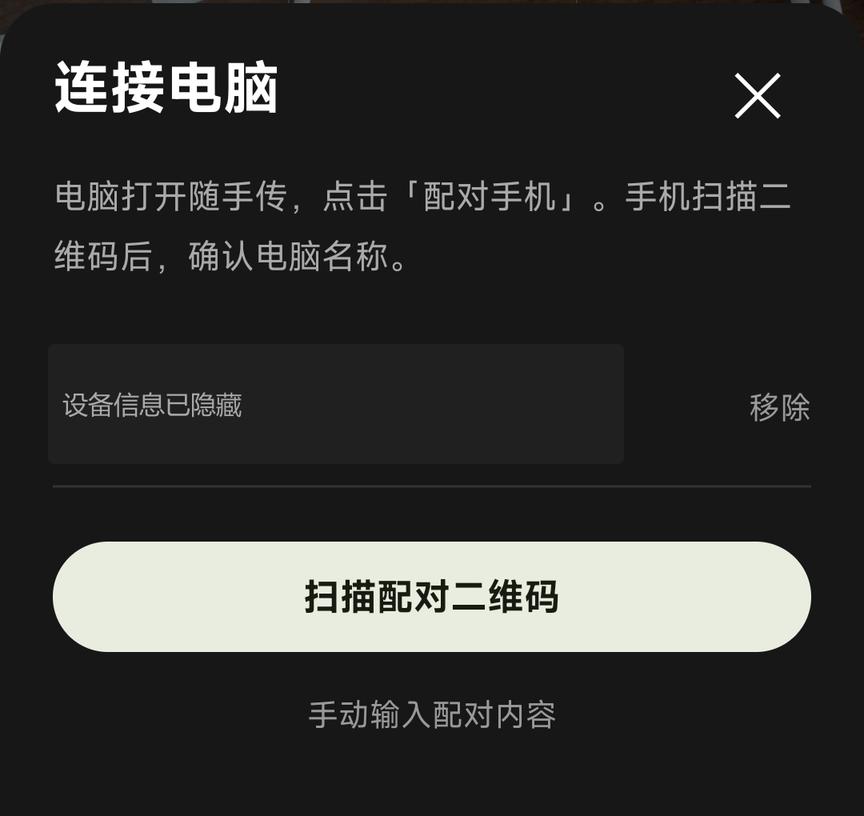 连接电脑
电脑打开随手传，点击「配对手机」。手机扫描二
维码后，确认电脑名称。
设备信息已隐藏
移除
扫描配对二维码
手动输入配对内容